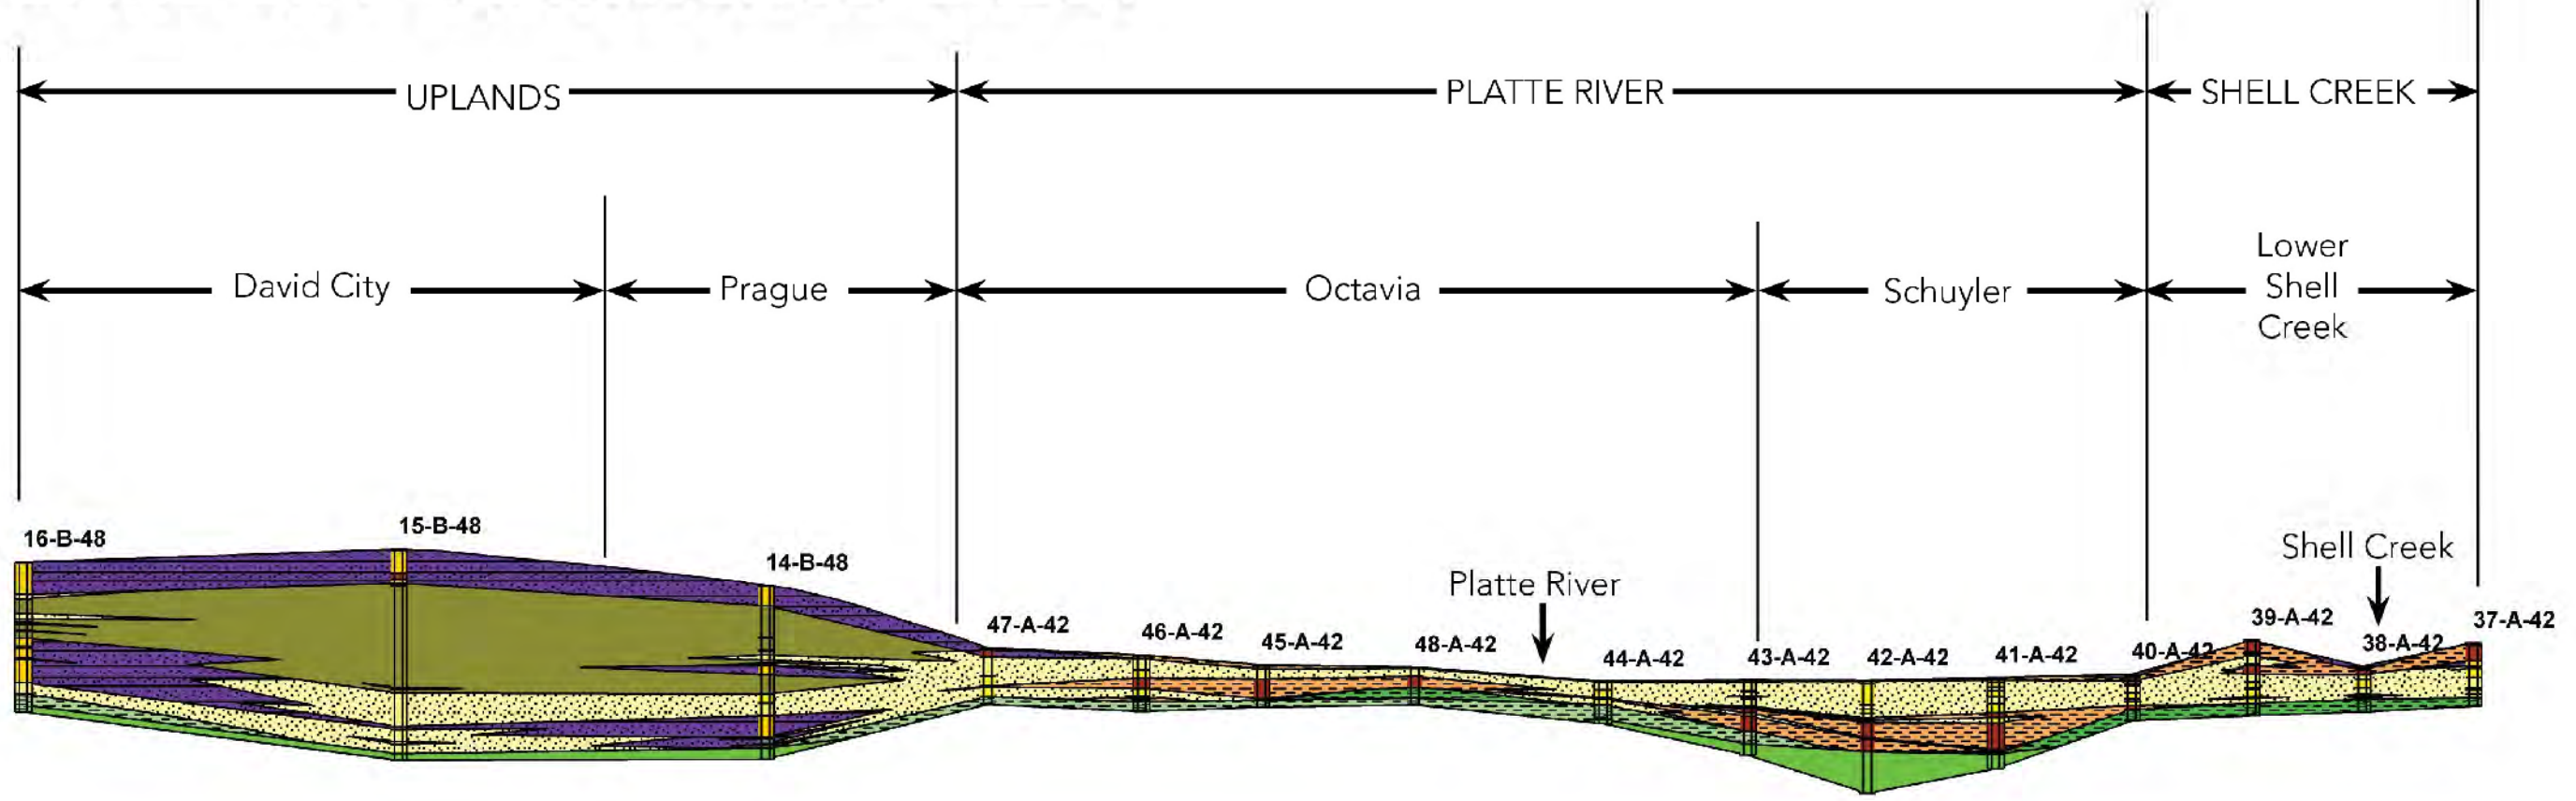 UPLANDS
PLATTE RIVER
SHELL CREEK
David City
Prague
Octavia
Schuyler
Lower
Shell
Creek
16-B-48
15-B-48
14-B-48
47-A-42
46-A-42
45-A-42
48-A-42
Platte River
44-A-42
43-A-42
42-A-42
41-A-42
40-A-42
39-A-42
Shell Creek
38-A-42
37-A-42